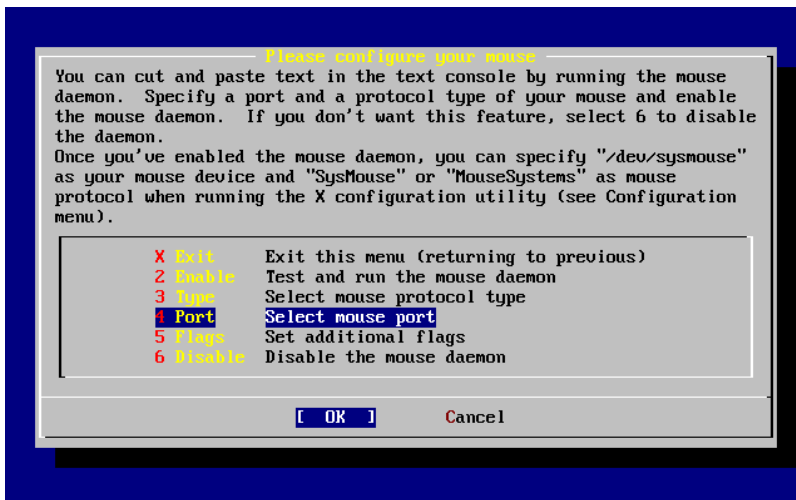 Please configure your mouse
You can cut and paste text in the text console by running the mouse
daemon.  Specify a port and a protocol type of your mouse and enable
the mouse daemon.  If you don't want this feature, select 6 to disable
the daemon.
Once you've enabled the mouse daemon, you can specify "/dev/sysmouse"
as your mouse device and "SysMouse" or "MouseSystems" as mouse
protocol when running the X configuration utility (see Configuration
menu).
X Exit Exit this menu (returning to previous)
2 Enable Test and run the mouse daemon
3 Type Select mouse protocol type
4 Port Select mouse port
5 Flags Set additional flags
6 Disable Disable the mouse daemon
[ OK ] Cancel